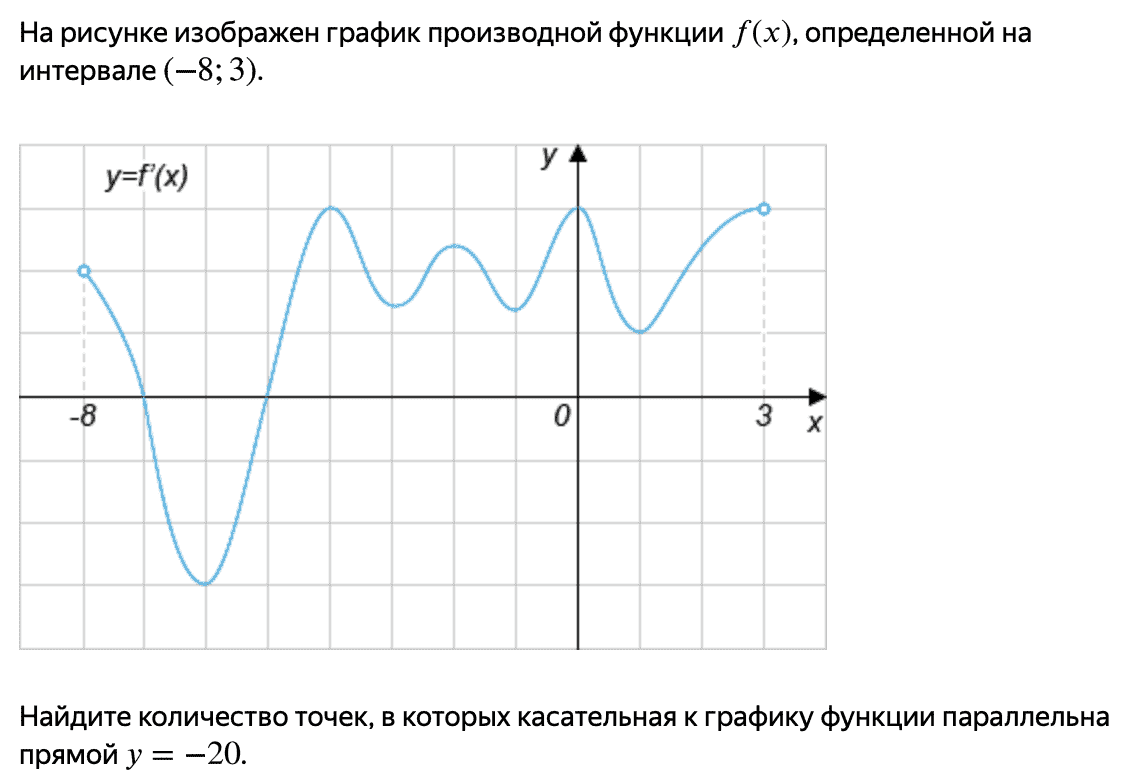 На рисунке изображен график производной функции f(x), определенной на
интервале (−8; 3).
y=f'(x)
y
-8
0
3
x
Найдите количество точек, в которых касательная к графику функции параллельна
прямой y = −20.